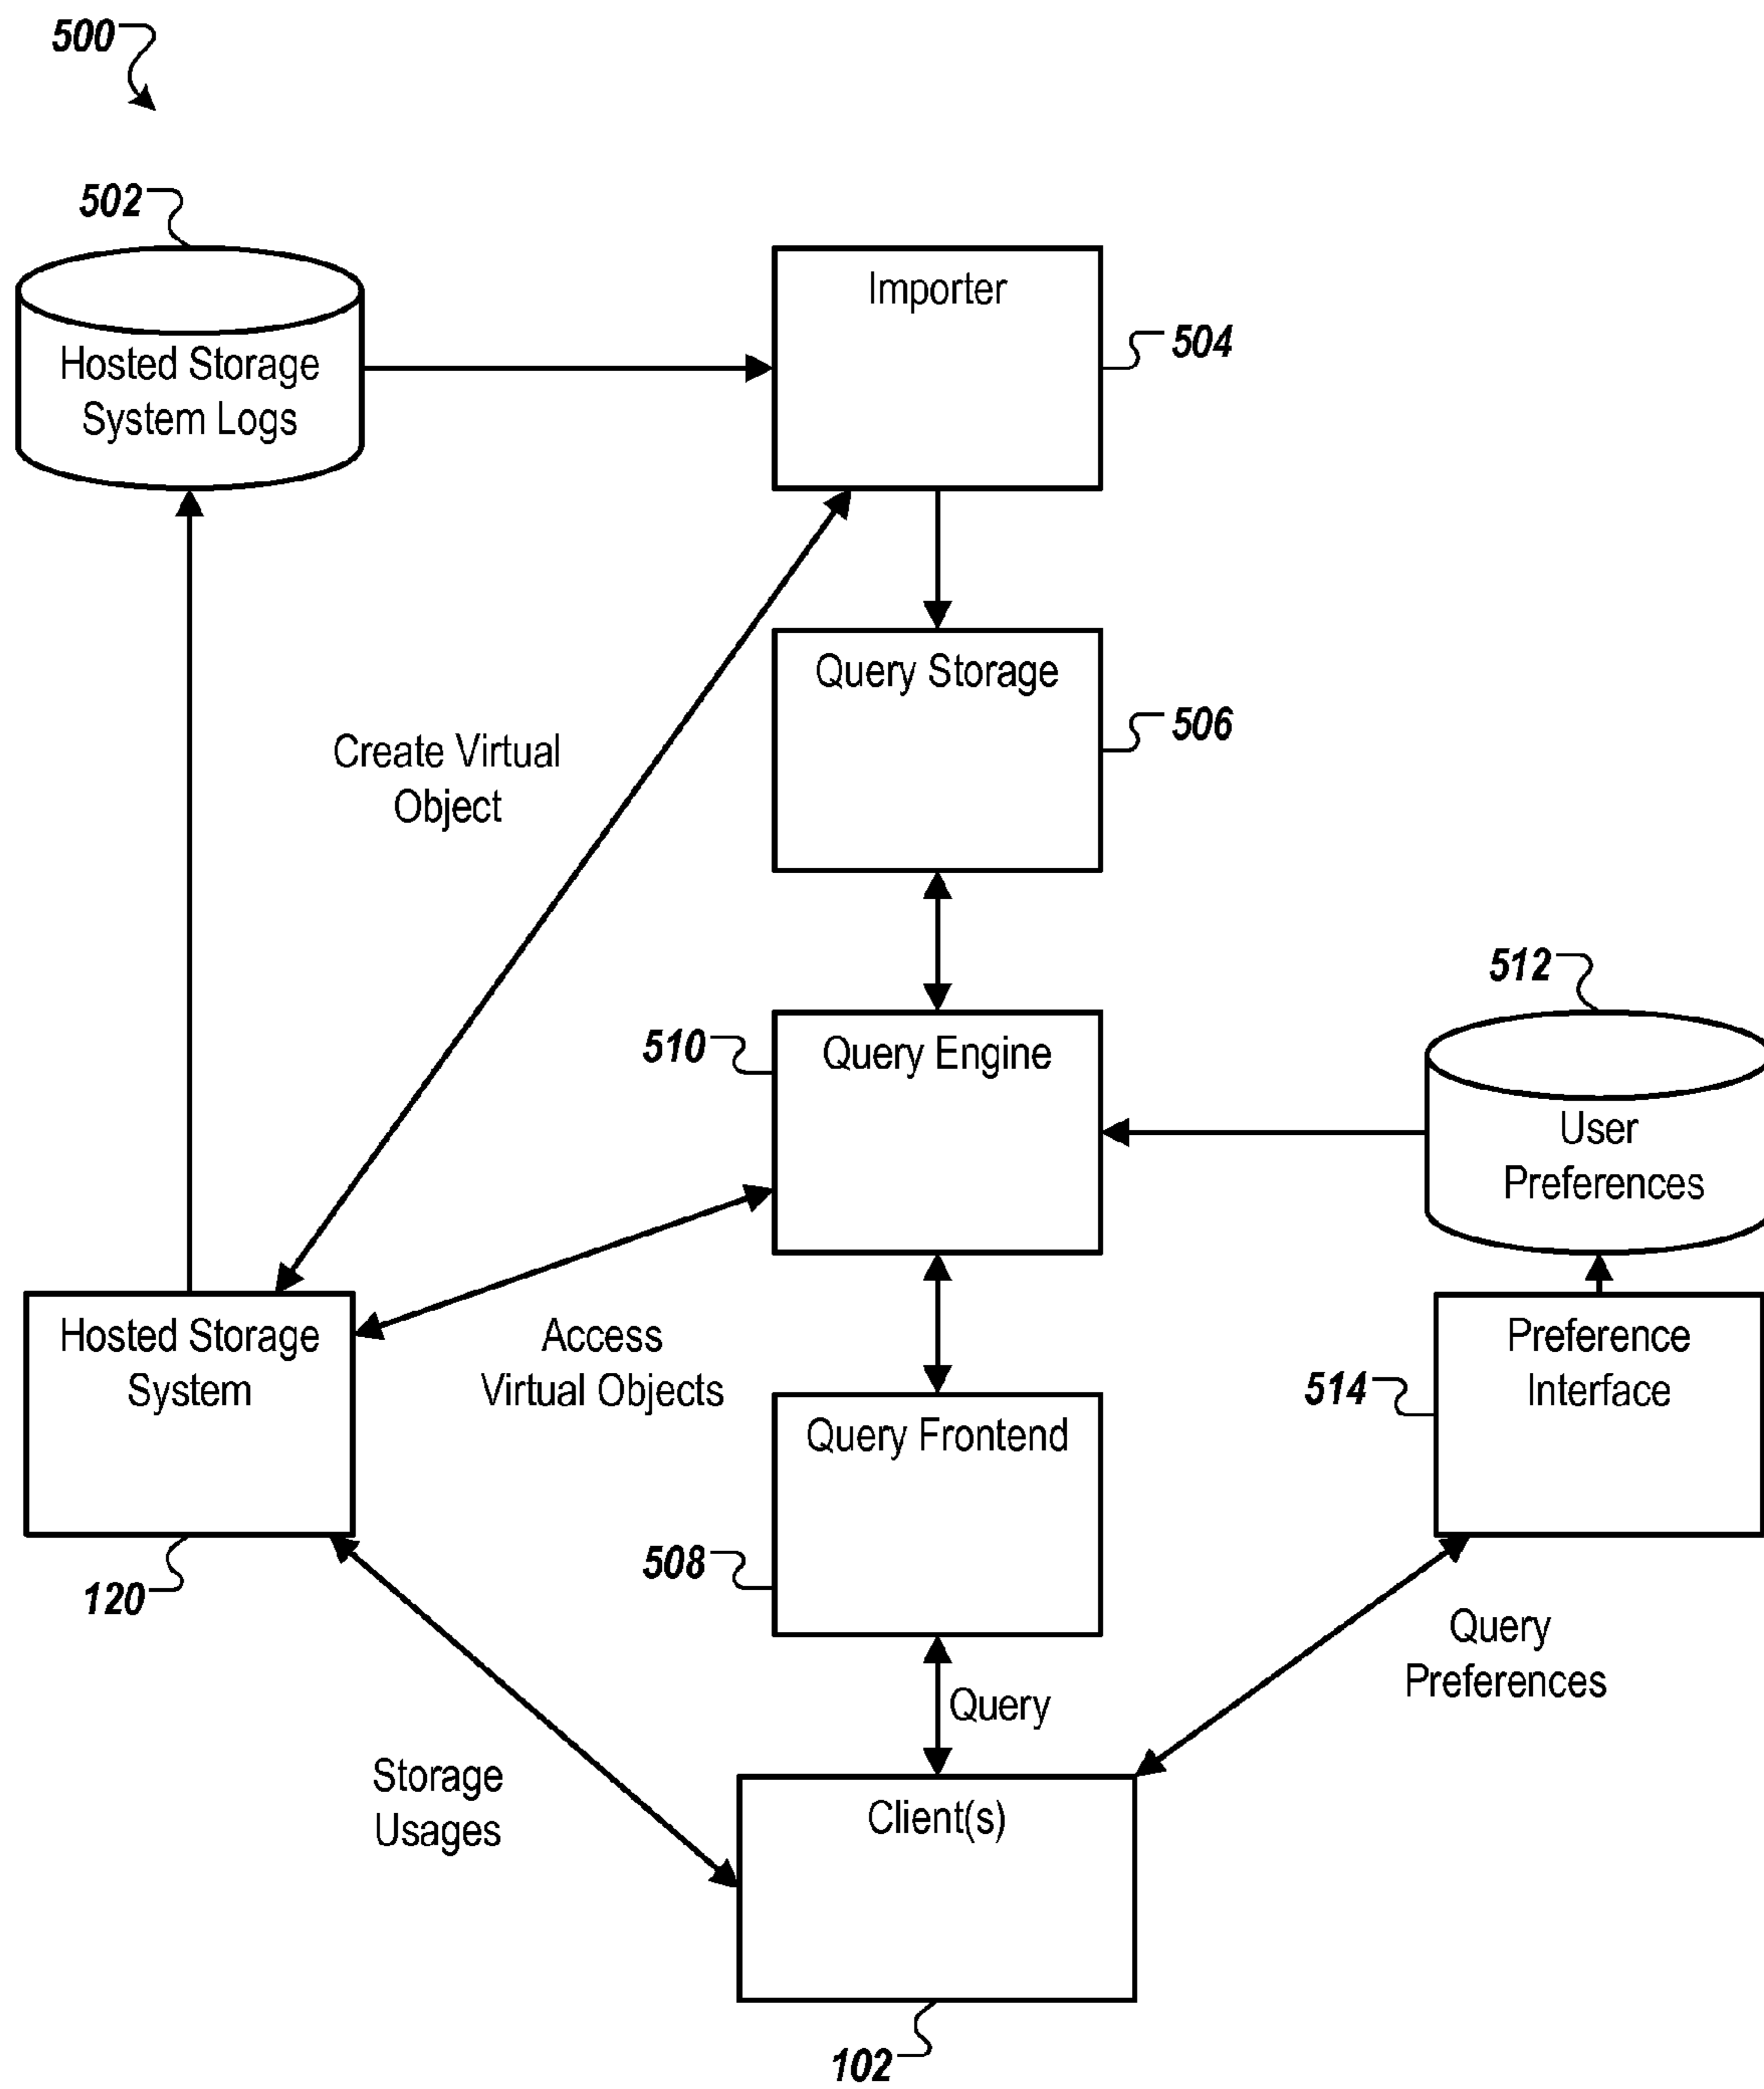 500
502
Hosted Storage
System Logs
Importer
504
Create Virtual
Object
Query Storage
506
510
Query Engine
512
User
Preferences
Hosted Storage
System
120
Access
Virtual Objects
Query Frontend
508
514
Preference
Interface
Query
Preferences
Query
Storage
Usages
Client(s)
102